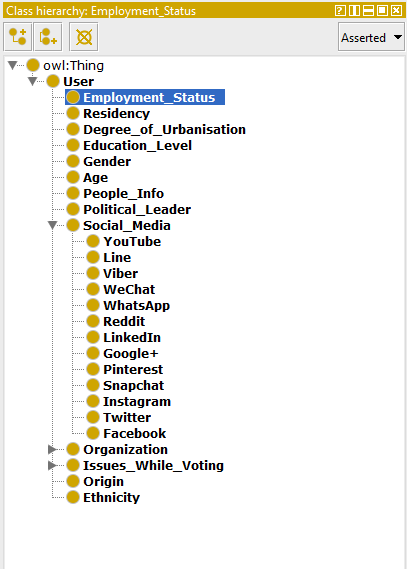 Class hierarchy: Employment_Status
Asserted
owl:Thing
User
Employment_Status
Residency
Degree_of_Urbanisation
Education_Level
Gender
Age
People_Info
Political_Leader
Social_Media
YouTube
Line
Viber
WeChat
WhatsApp
Reddit
LinkedIn
Google+
Pinterest
Snapchat
Instagram
Twitter
Facebook
Organization
Issues_While_Voting
Origin
Ethnicity